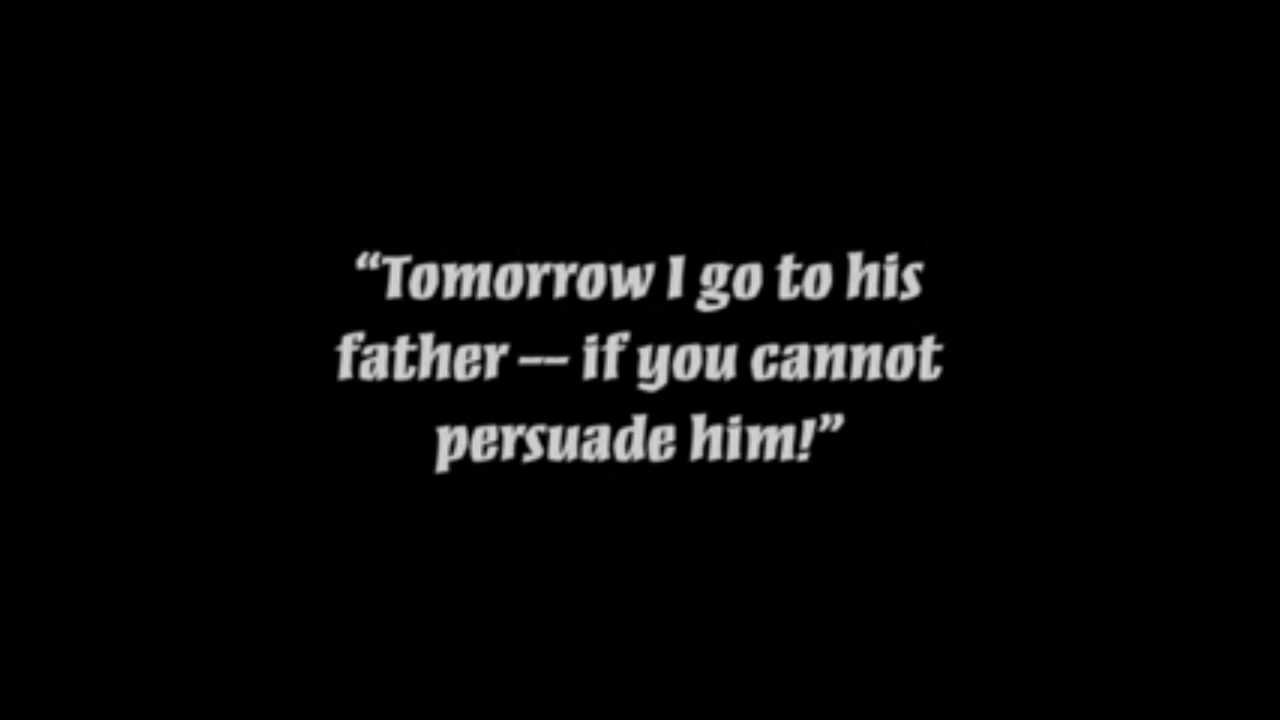 “Tomorrow I go to his
father -- if you cannot
persuade him!”